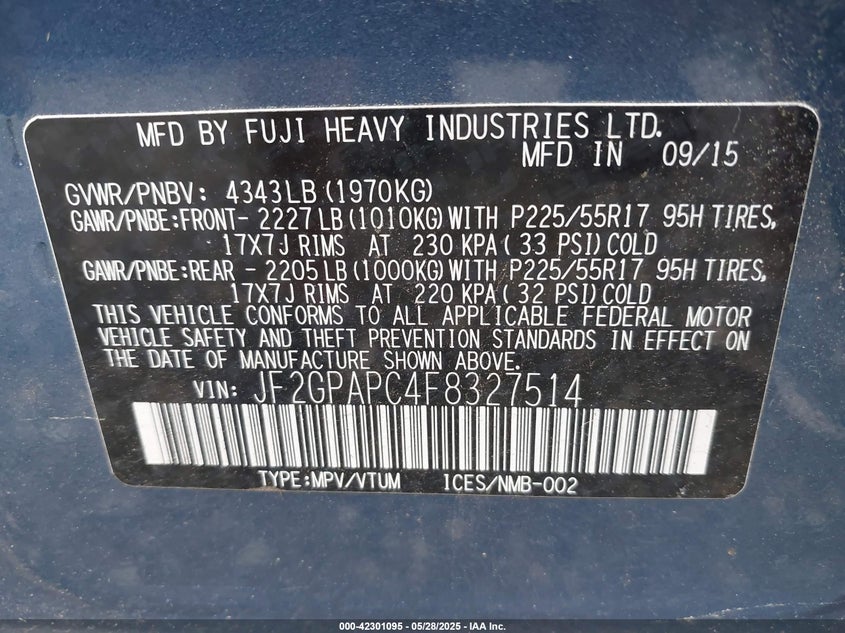 MFD BY FUJI HEAVY INDUSTRIES LTD.
MFD IN 09/15
GVWR/PNBV: 4343LB (1970KG)
GAWR/PNBE:FRONT- 2227LB (1010KG) WITH P225/55R17 95H TIRES,
17X7J RIMS AT 230 KPA ( 33 PSI) COLD
GAWR/PNBE:REAR - 2205LB (1000KG) WITH P225/55R17 95H TIRES,
17X7J RIMS AT 220 KPA ( 32 PSI) COLD
THIS VEHICLE CONFORMS TO ALL APPLICABLE FEDERAL MOTOR
VEHICLE SAFETY AND THEFT PREVENTION STANDARDS IN EFFECT ON
THE DATE OF MANUFACTURE SHOWN ABOVE.
VIN: JF2GPAPC4F8327514
TYPE:MPV/VTUM ICES/NMB-002
000-42301095 - 05/28/2025 - IAA Inc.